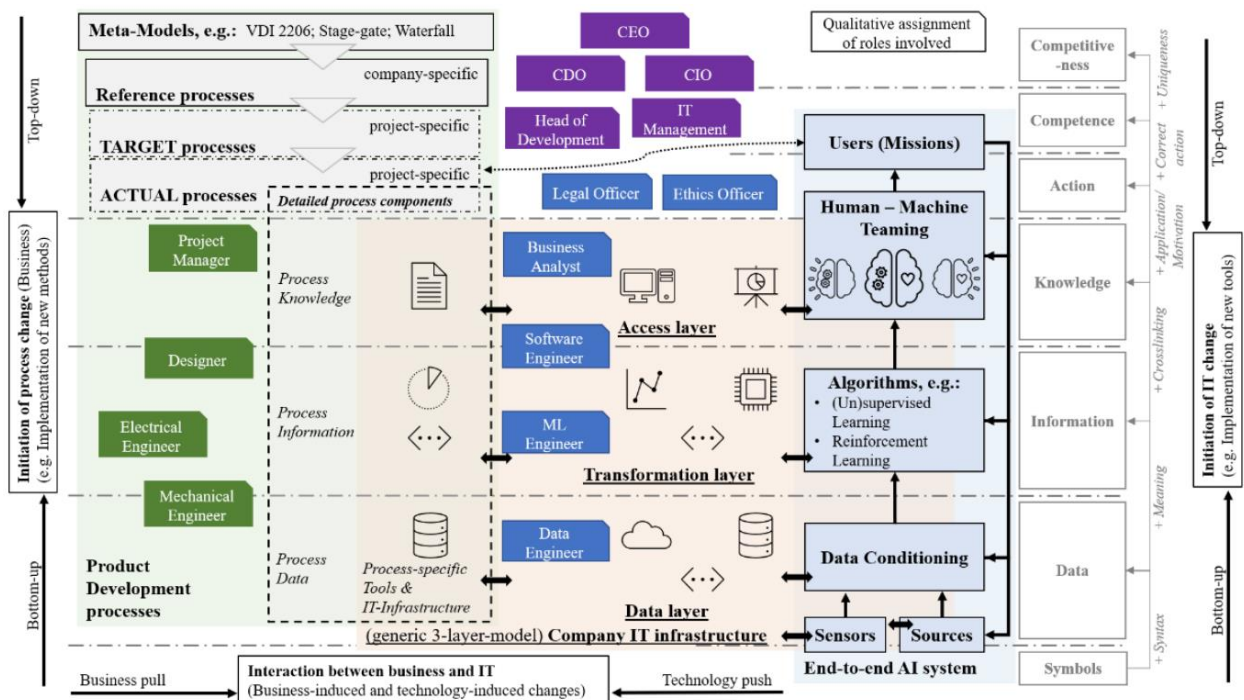 Meta-Models, e.g.: VDI 2206; Stage-gate; Waterfall
company-specific
Reference processes
project-specific
TARGET processes
project-specific
ACTUAL processes
Detailed process components
CEO
CDO
CIO
Head of
Development
IT
Management
Legal Officer
Ethics Officer
Qualitative assignment
of roles involved
Top-down
Initiation of process change (Business)
(e.g. Implementation of new methods)
Bottom-up
Project
Manager
Designer
Electrical
Engineer
Mechanical
Engineer
Product
Development
processes
Process
Knowledge
Process
Information
Process
Data
Process-specific
Tools &
IT-Infrastructure
Business
Analyst
Access layer
Software
Engineer
ML
Engineer
Transformation layer
Data
Engineer
Data layer
(generic 3-layer-model) Company IT infrastructure
Users (Missions)
Human – Machine
Teaming
Algorithms, e.g.:
• (Un)supervised
Learning
• Reinforcement
Learning
Data Conditioning
Sensors
Sources
End-to-end AI system
Competitive
-ness
Competence
Action
Knowledge
Information
Data
Symbols
+ Uniqueness
+ Correct
action
+ Application/
Motivation
+ Crosslinking
+ Meaning
+ Syntax
Top-down
Initiation of IT change
(e.g. Implementation of new tools)
Bottom-up
Business pull
Interaction between business and IT
(Business-induced and technology-induced changes)
Technology push